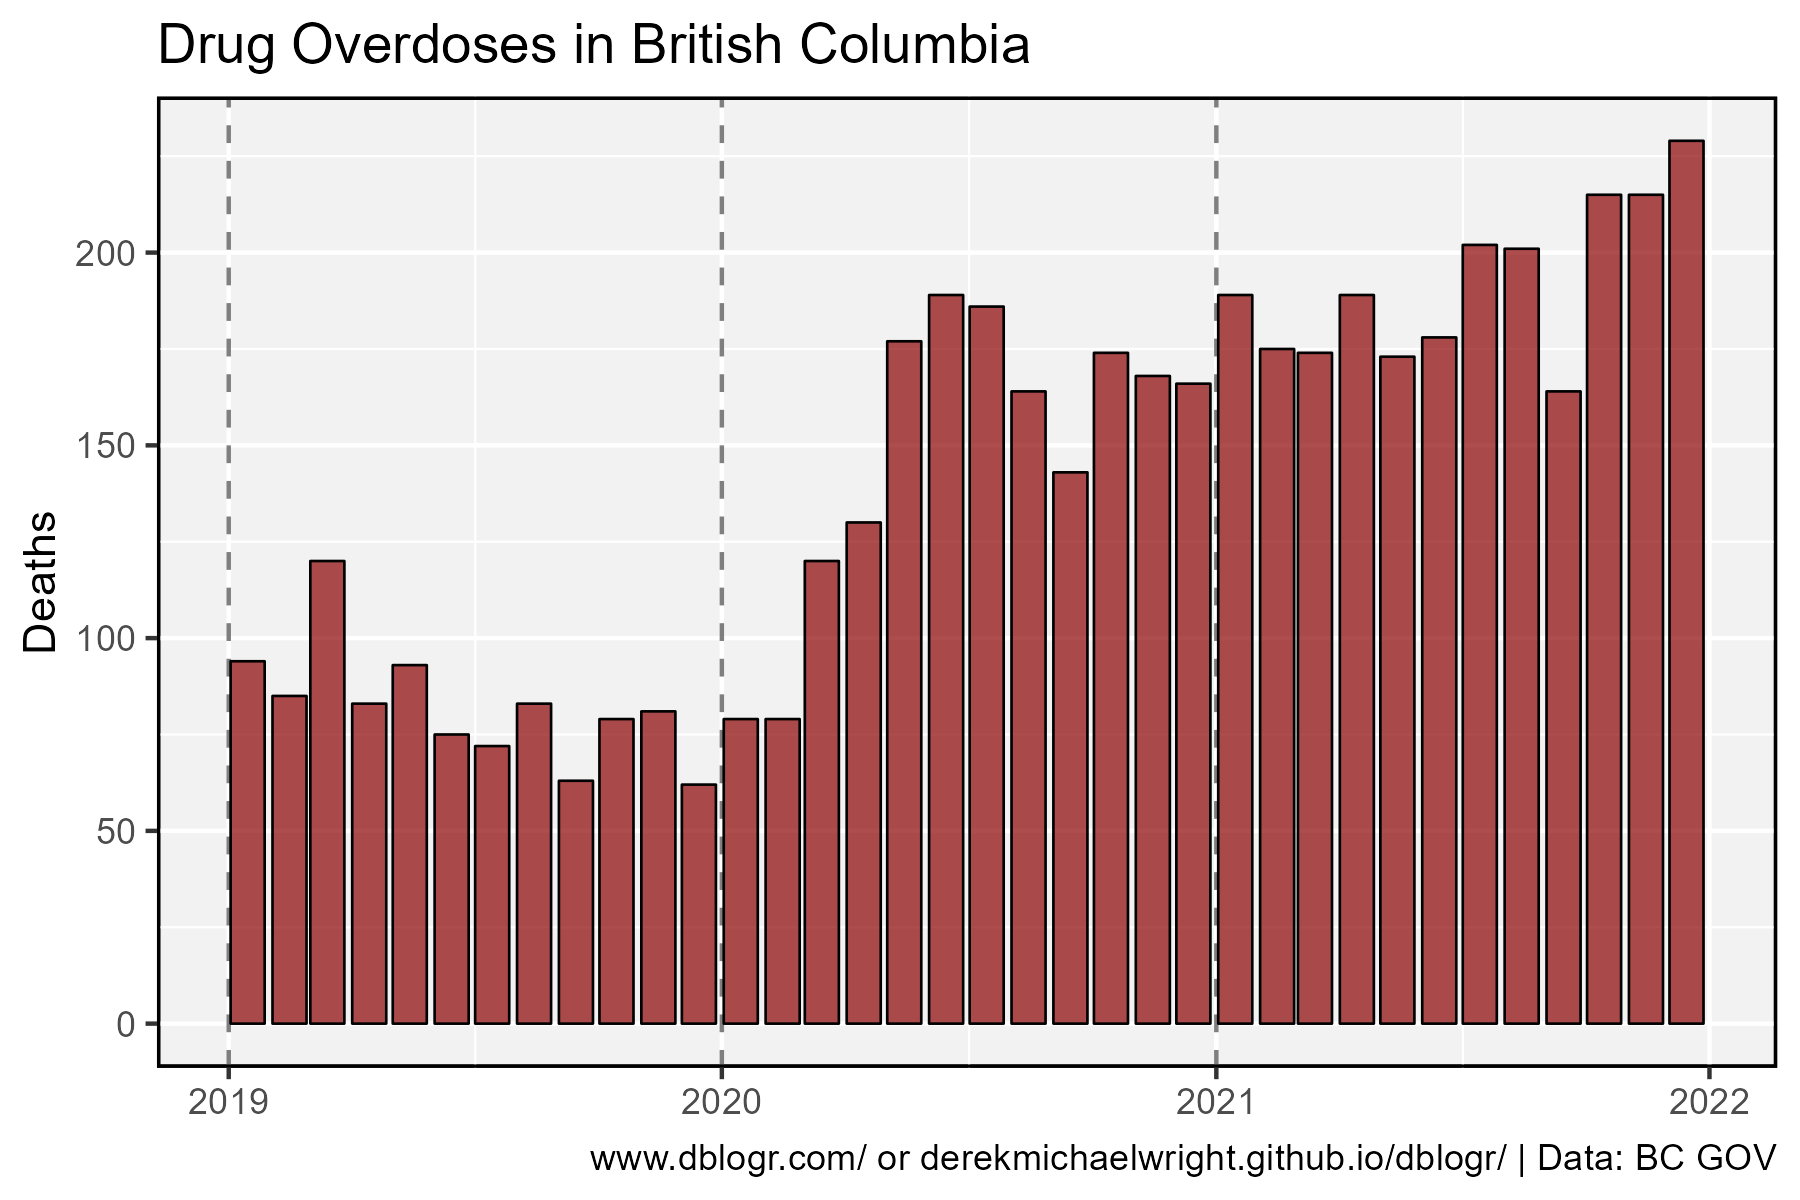 Drug Overdoses in British Columbia
Deaths
200
150
100
50
0
2019 2020 2021 2022
www.dblogr.com/ or derekmichaelwright.github.io/dblogr/ | Data: BC GOV